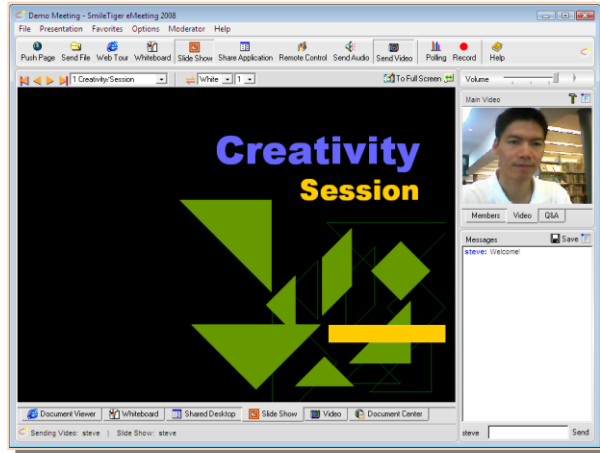 Demo Meeting - SmileTiger eMeeting 2008
File Presentation Favorites Options Moderator Help
Push Page Send File Web Tour Whiteboard Slide Show Share Application Remote Control Send Audio Send Video Polling Record Help
1 Creativity Session White 1 To Full Screen Volume
Main Video
Creativity
Session
Members Video Q&A
Messages Save
steve: Welcome!
Document Viewer Whiteboard Shared Desktop Slide Show Video Document Center
Sending Video: steve | Slide Show: steve
steve Send